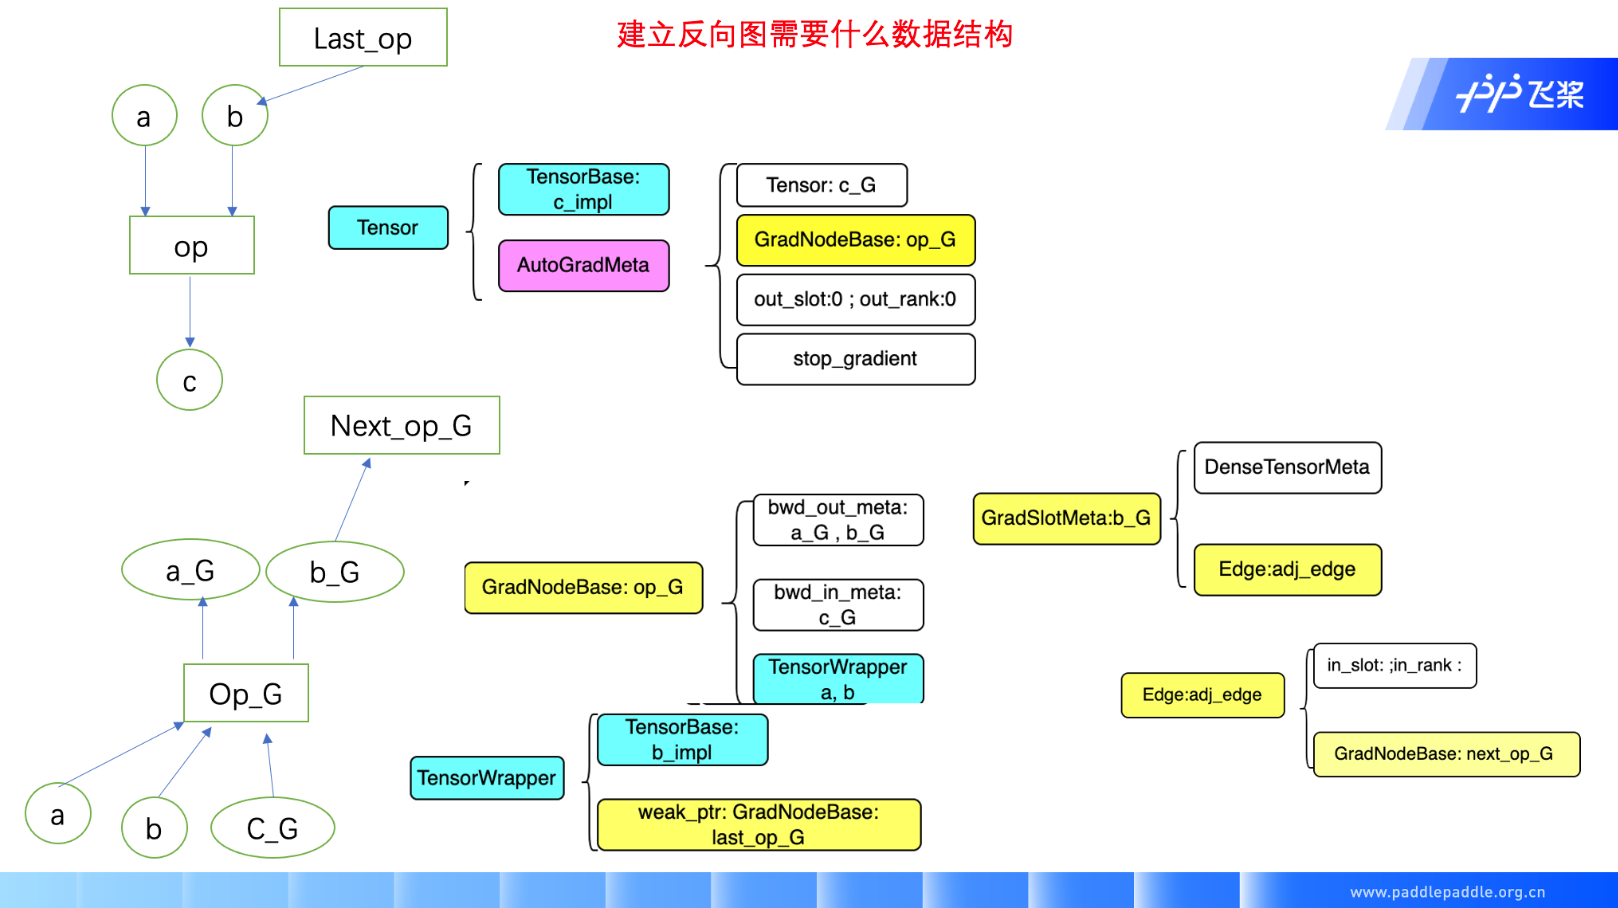 建立反向图需要什么数据结构
飞桨
Last_op
a
b
op
c
Tensor
TensorBase:
c_impl
AutoGradMeta
Tensor: c_G
GradNodeBase: op_G
out_slot:0 ; out_rank:0
stop_gradient
Next_op_G
a_G
b_G
Op_G
a
b
C_G
GradNodeBase: op_G
bwd_out_meta:
a_G , b_G
bwd_in_meta:
c_G
TensorWrapper
a, b
TensorWrapper
TensorBase:
b_impl
weak_ptr: GradNodeBase:
last_op_G
GradSlotMeta:b_G
DenseTensorMeta
Edge:adj_edge
Edge:adj_edge
in_slot: ;in_rank :
GradNodeBase: next_op_G
www.paddlepaddle.org.cn